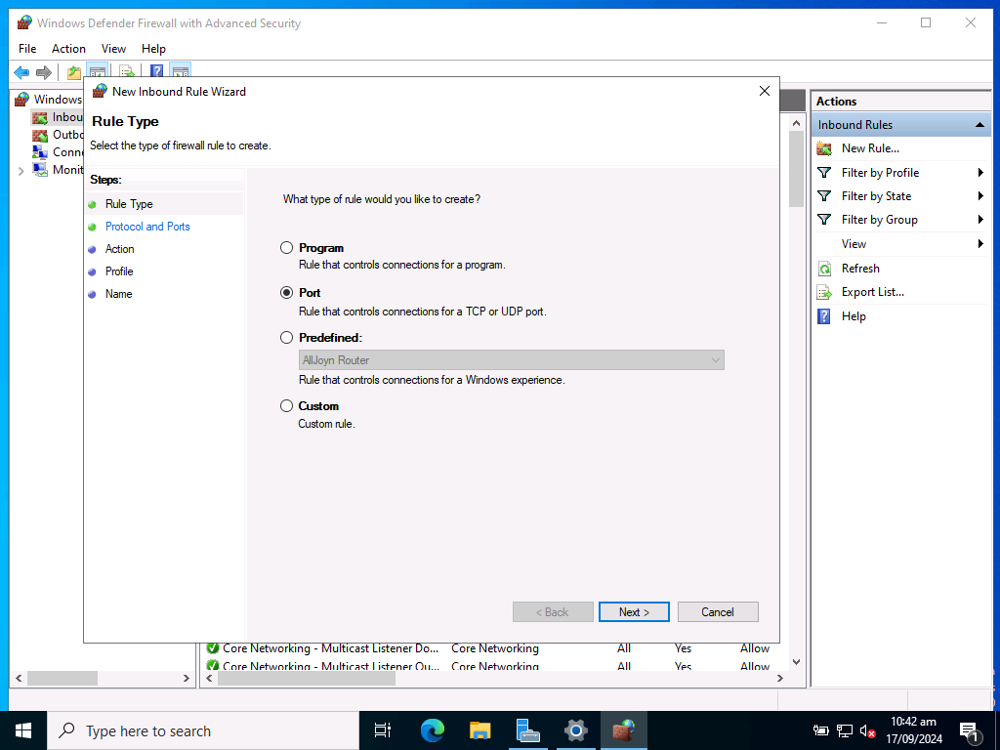 Windows Defender Firewall with Advanced Security
File Action View Help
Windows
Inbou
Outbo
Conne
Monit
New Inbound Rule Wizard
Rule Type
Select the type of firewall rule to create.
Steps:
Rule Type
Protocol and Ports
Action
Profile
Name
What type of rule would you like to create?
Program
Rule that controls connections for a program.
Port
Rule that controls connections for a TCP or UDP port.
Predefined:
AllJoyn Router
Rule that controls connections for a Windows experience.
Custom
Custom rule.
< Back Next > Cancel
Core Networking - Multicast Listener Do... Core Networking All Yes Allow
Core Networking - Multicast Listener Qu... Core Networking All Yes Allow
Actions
Inbound Rules
New Rule...
Filter by Profile
Filter by State
Filter by Group
View
Refresh
Export List...
Help
Type here to search
10:42 am
17/09/2024
1